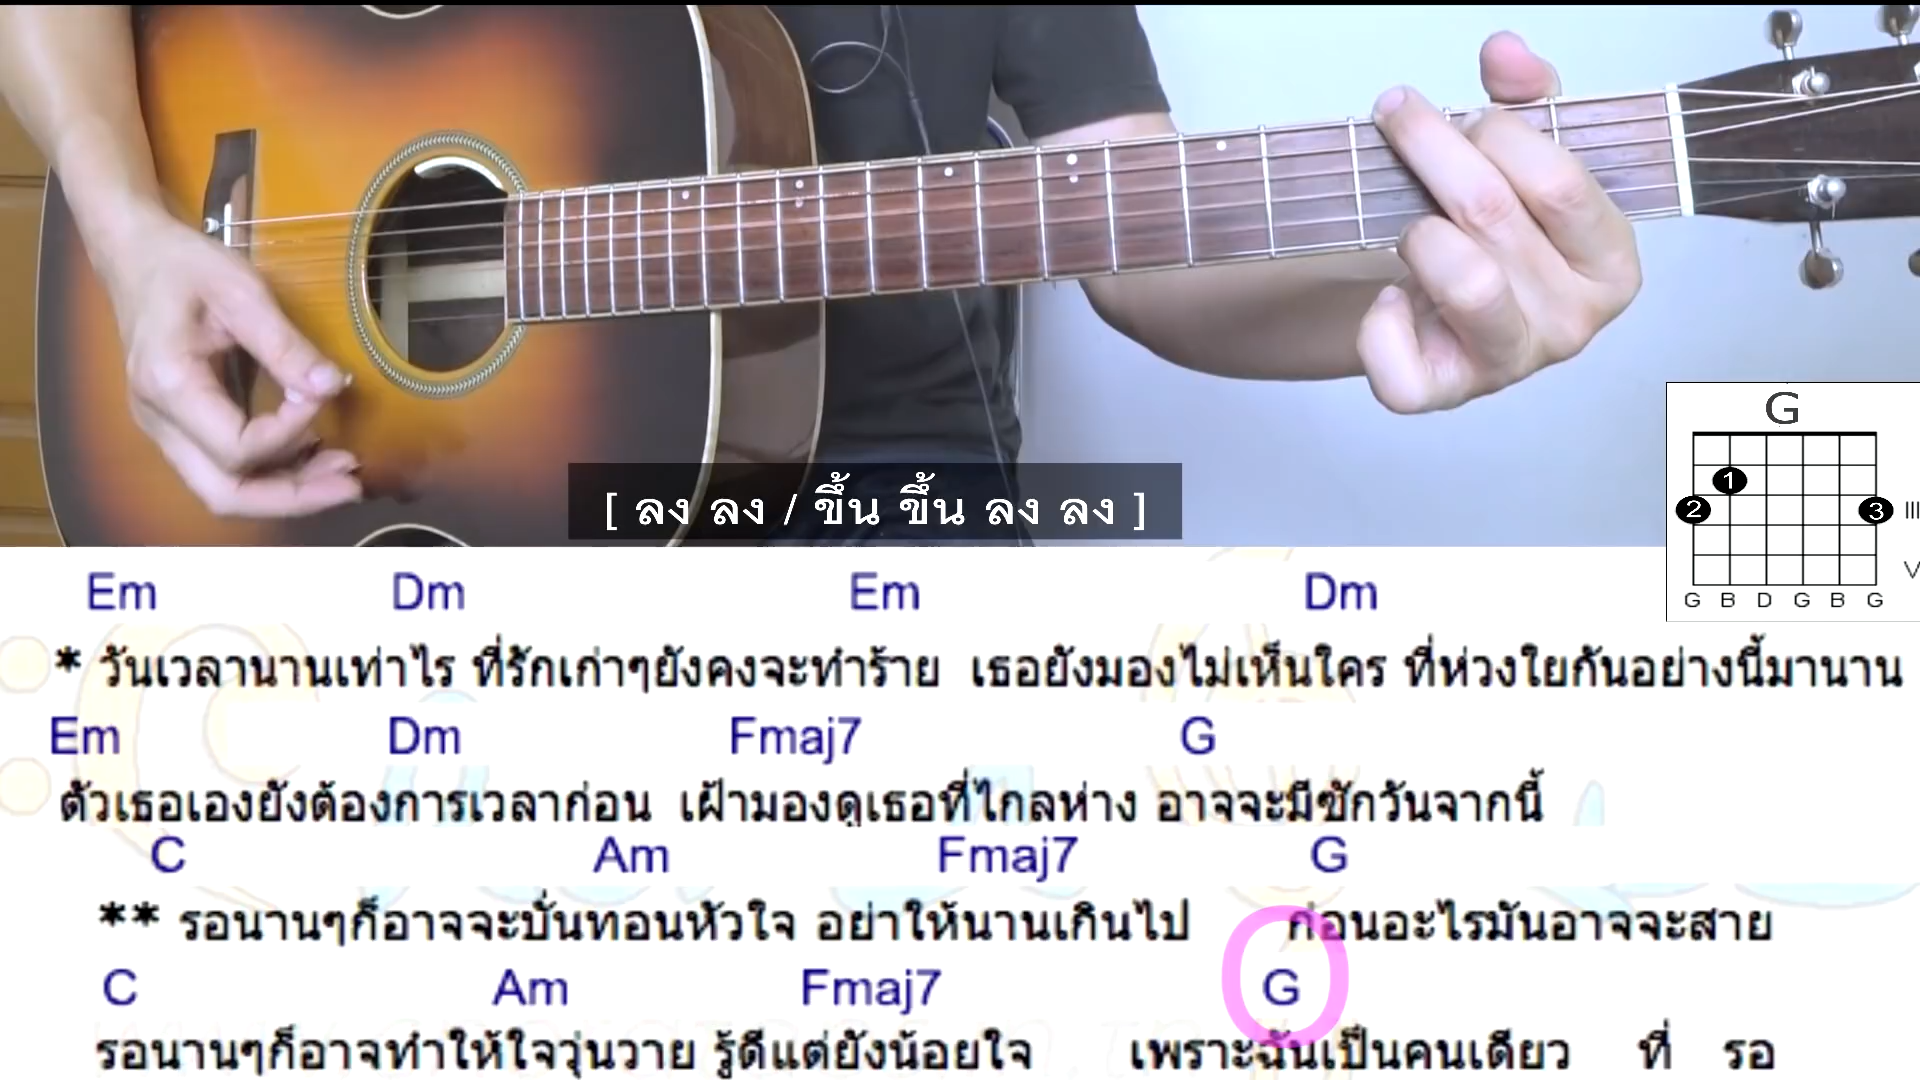 [ ลง ลง / ขึ้น ขึ้น ลง ลง ]
G
1
2 3 III
V
G B D G B G
Em Dm Em Dm
* วันเวลานานเท่าไร ที่รักเก่าๆยังคงจะทำร้าย เธอยังมองไม่เห็นใคร ที่ห่วงใยกันอย่างนี้มานาน
Em Dm Fmaj7 G
ตัวเธอเองยังต้องการเวลาก่อน เฝ้ามองดูเธอที่ไกลห่าง อาจจะมีซักวันจากนี้
C Am Fmaj7 G
** รอนานๆก็อาจจะบั่นทอนหัวใจ อย่าให้นานเกินไป ก่อนอะไรมันอาจจะสาย
C Am Fmaj7 G
รอนานๆก็อาจทำให้ใจวุ่นวาย รู้ดีแต่ยังน้อยใจ เพราะฉันเป็นคนเดียว ที่ รอ